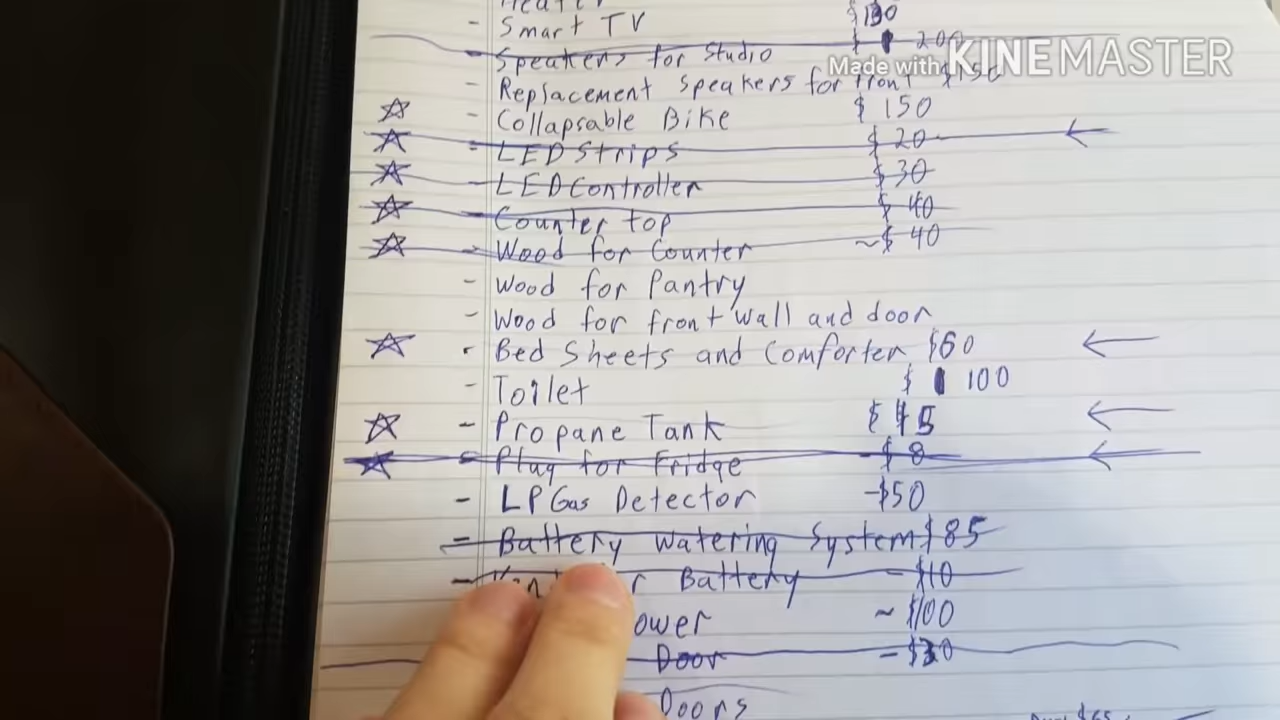 - Smart TV
- Speakers for Studio $ 200
Made with KINEMASTER
- Replacement Speakers for front $150
- Collapsable Bike $ 150
- LED Strips $ 20
- LED Controller $ 30
- Counter top $ 40
- Wood for Counter ~$ 40
- Wood for Pantry
- Wood for front wall and door
- Bed Sheets and Comforter $60
- Toilet $ 100
- Propane Tank $ 45
- Plug for Fridge - $ 8
- LP Gas Detector -$50
- Battery Watering System $85
- Battery - $10
ower ~ $100
Door - $30
Doors